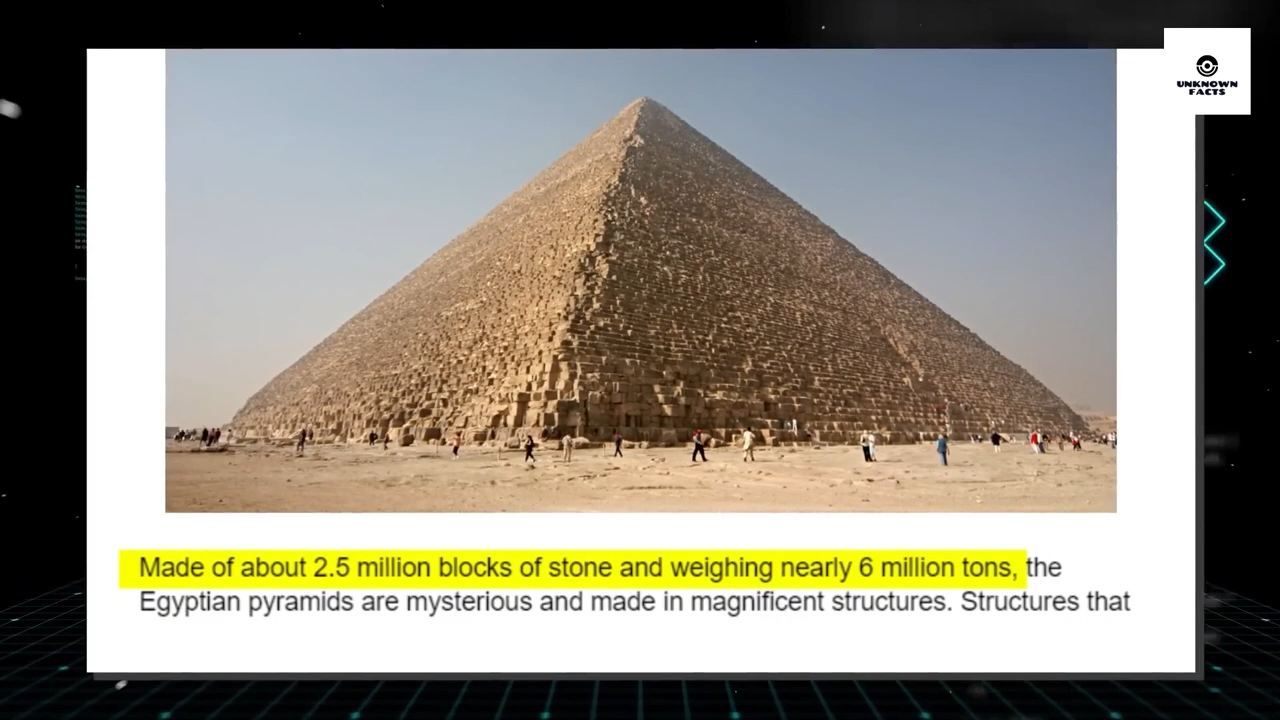 UNKNOWN
FACTS
Made of about 2.5 million blocks of stone and weighing nearly 6 million tons, the
Egyptian pyramids are mysterious and made in magnificent structures. Structures that